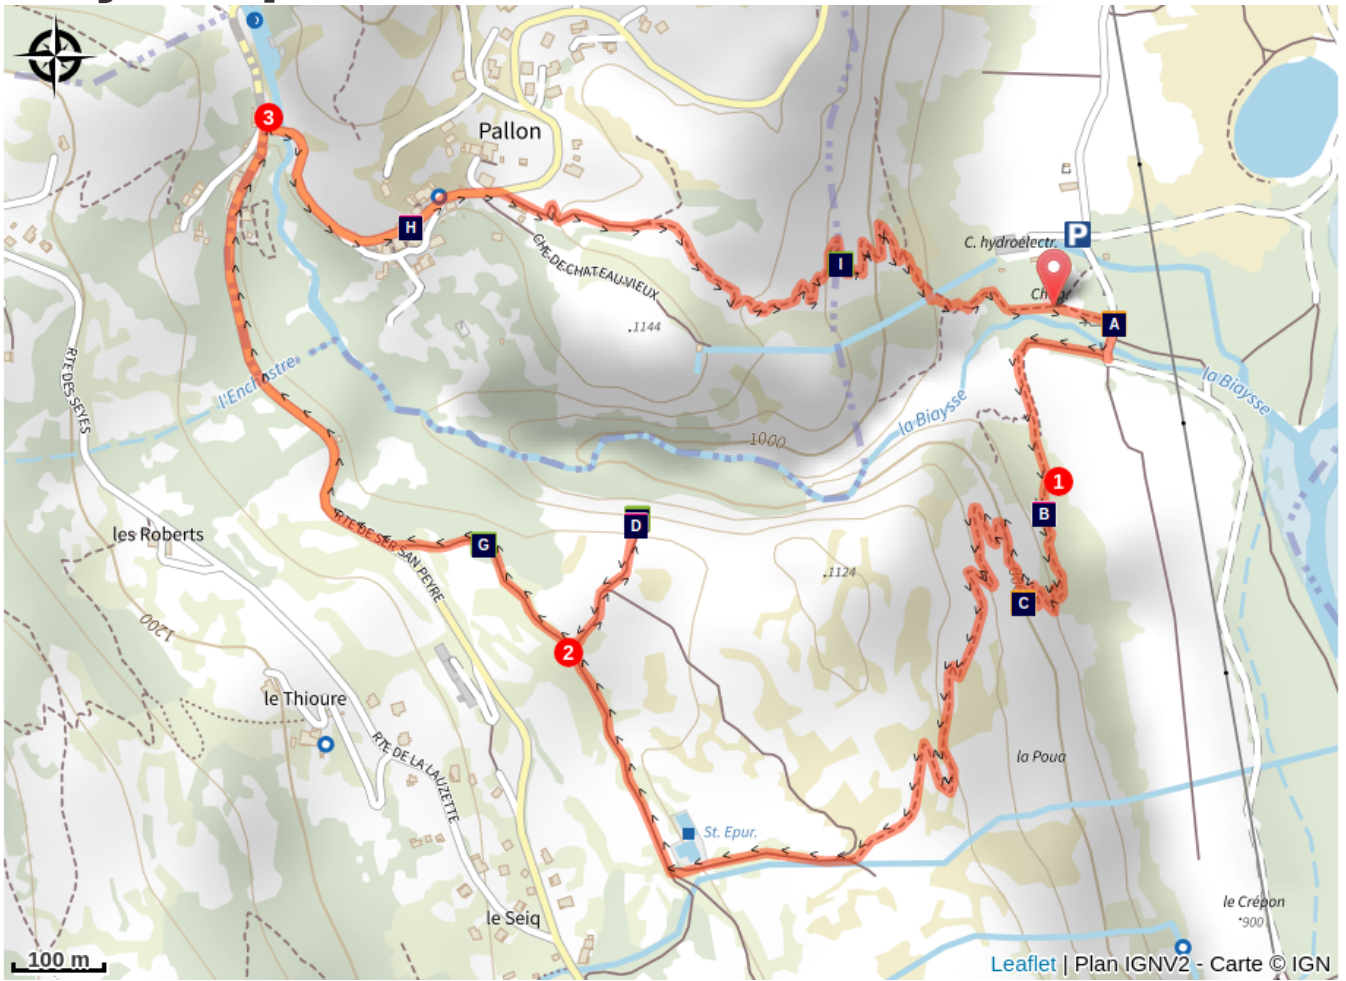 3
Pallon
H
CHE DE CHATEAU VIEUX
.1144
I
C. hydroélectr.
P
A
la Biaysse
RTE DES SEYES
l'Enchastre
1000
la Biaysse
1
B
les Roberts
RTE DE SER SAN PEYRE
G
D
.1124
C
1200
2
le Thioure
RTE DE LA LAUZETTE
la Poua
St. Epur.
le Seig
le Crépon
900
100 m
Leaflet | Plan IGNV2 - Carte © IGN